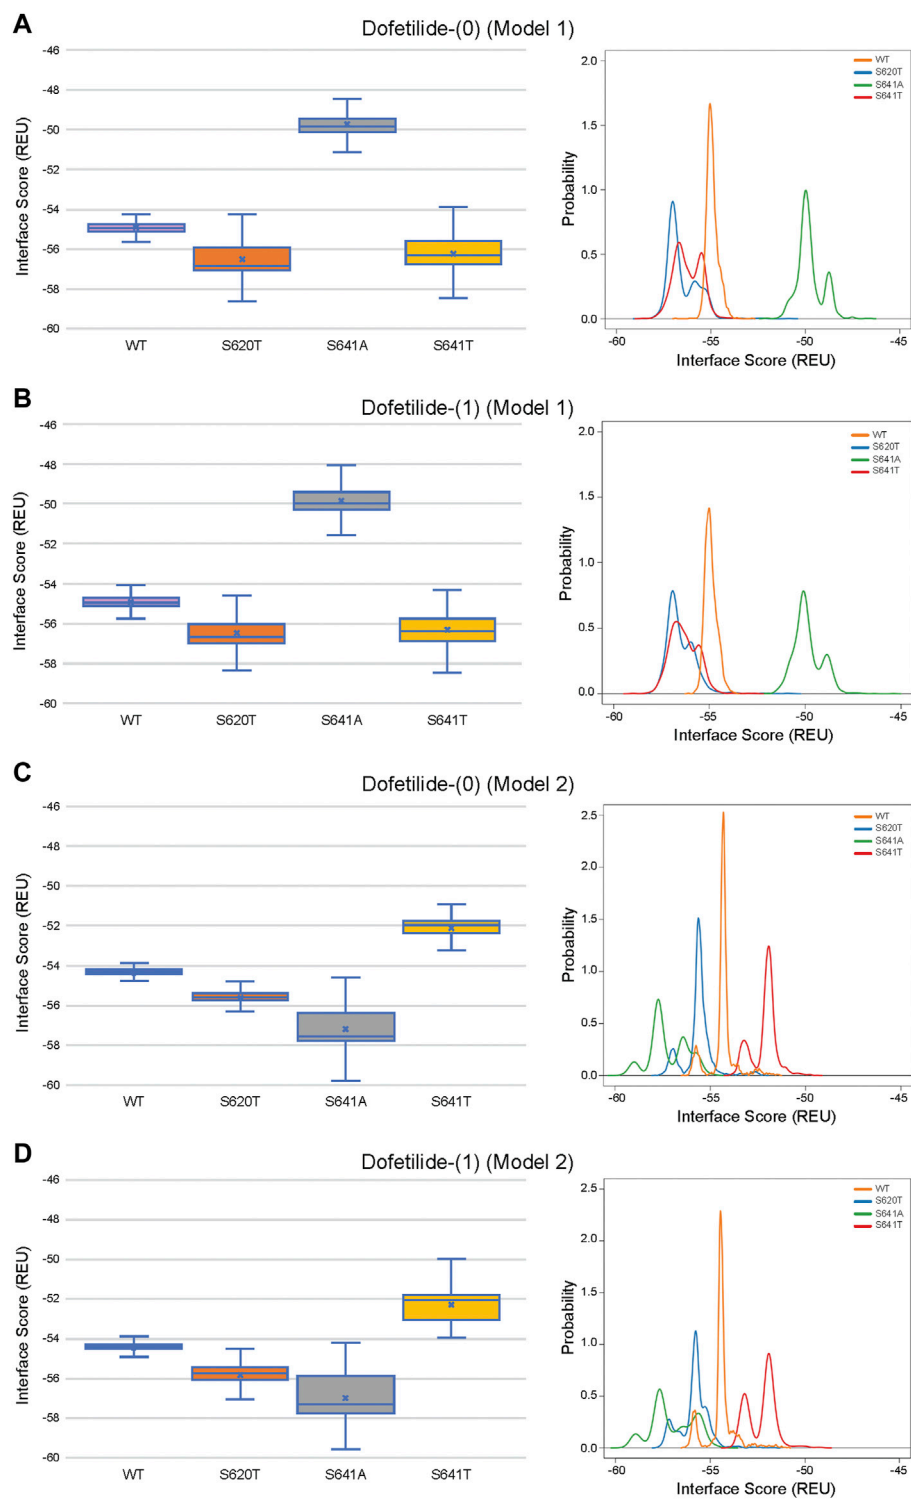 A
Dofetilide-(0) (Model 1)
Interface Score (REU)
-46
-48
-50
-52
-54
-56
-58
-60
WT S620T S641A S641T
Probability
2.0
1.5
1.0
0.5
0.0
WT
S620T
S641A
S641T
-60 -55 -50 -45
Interface Score (REU)
B
Dofetilide-(1) (Model 1)
Interface Score (REU)
-46
-48
-50
-52
-54
-56
-58
-60
WT S620T S641A S641T
Probability
2.0
1.5
1.0
0.5
0.0
WT
S620T
S641A
S641T
-60 -55 -50 -45
Interface Score (REU)
C
Dofetilide-(0) (Model 2)
Interface Score (REU)
-46
-48
-50
-52
-54
-56
-58
-60
WT S620T S641A S641T
Probability
2.5
2.0
1.5
1.0
0.5
0.0
WT
S620T
S641A
S641T
-60 -55 -50 -45
Interface Score (REU)
D
Dofetilide-(1) (Model 2)
Interface Score (REU)
-46
-48
-50
-52
-54
-56
-58
-60
WT S620T S641A S641T
Probability
2.5
2.0
1.5
1.0
0.5
0.0
WT
S620T
S641A
S641T
-60 -55 -50 -45
Interface Score (REU)